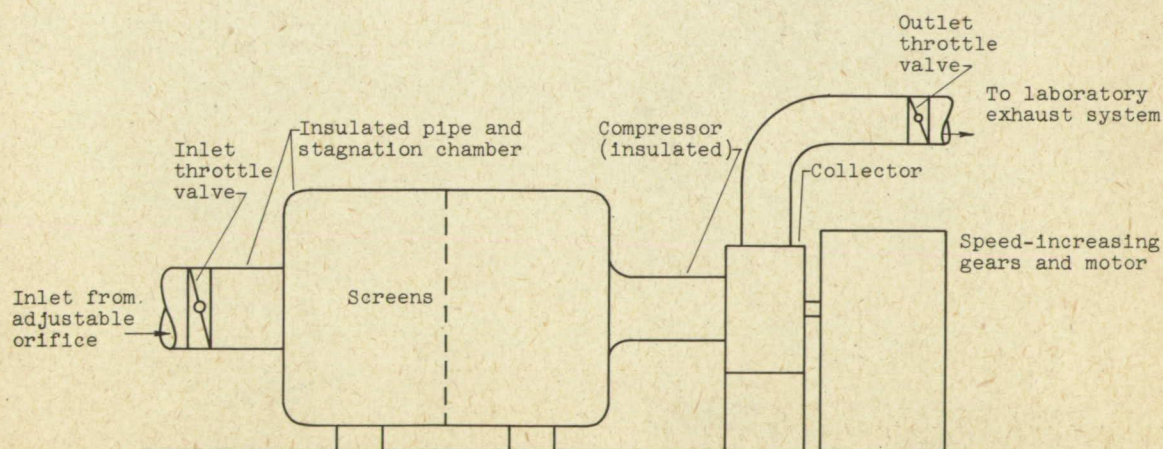 Outlet
throttle
valve
To laboratory
exhaust system
Insulated pipe and
stagnation chamber
Compressor
(insulated)
Inlet
throttle
valve
Collector
Speed-increasing
gears and motor
Screens
Inlet from
adjustable
orifice